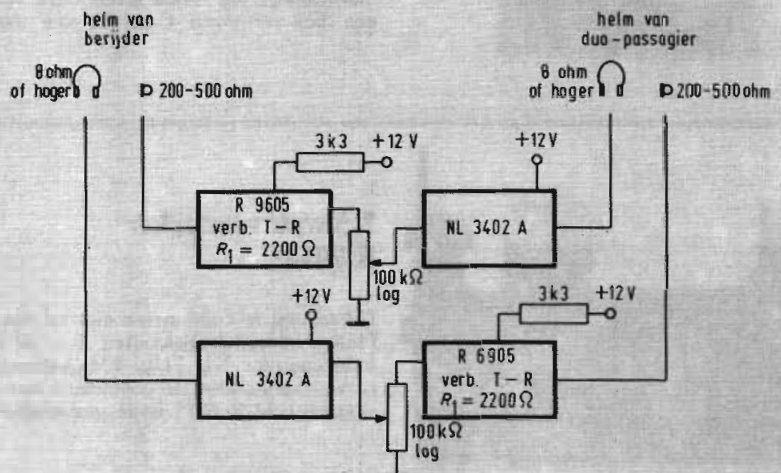 helm van
berijder
helm van
duo-passagier
8 ohm
of hoger
200-500 ohm
8 ohm
of hoger
200-500 ohm
3k3
+12 V
+12 V
R 9605
verb. T-R
R1 = 2200 Ω
NL 3402 A
100 kΩ
log
+12 V
3k3
+12 V
NL 3402 A
R 6905
verb. T-R
R1 = 2200 Ω
100 kΩ
log